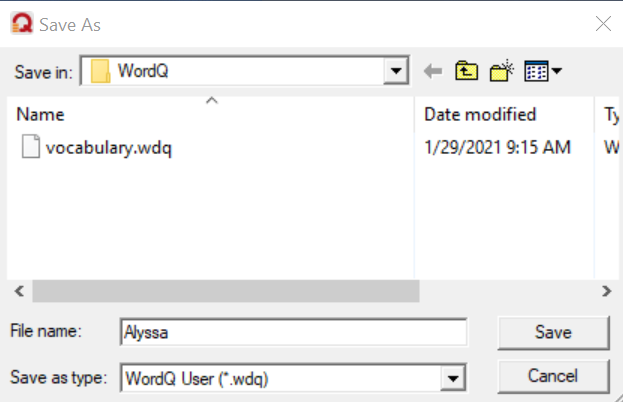 Save As
Save in: WordQ
Name Date modified Ty
vocabulary.wdq 1/29/2021 9:15 AM W
File name: Alyssa Save
Save as type: WordQ User (*.wdq) Cancel